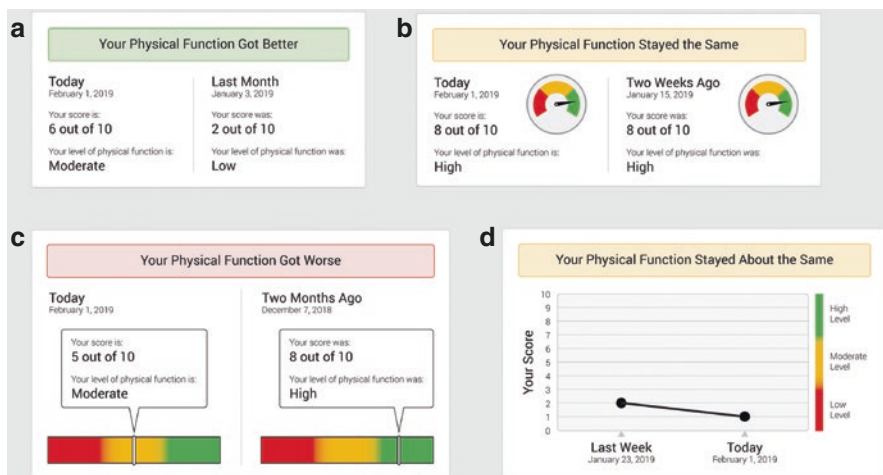 a
Your Physical Function Got Better
Today
February 1, 2019
Your score is:
6 out of 10
Your level of physical function is:
Moderate
Last Month
January 3, 2019
Your score was:
2 out of 10
Your level of physical function was:
Low
b
Your Physical Function Stayed the Same
Today
February 1, 2019
Your score is:
8 out of 10
Your level of physical function is:
High
Two Weeks Ago
January 15, 2019
Your score was:
8 out of 10
Your level of physical function was:
High
c
Your Physical Function Got Worse
Today
February 1, 2019
Your score is:
5 out of 10
Your level of physical function is:
Moderate
Two Months Ago
December 7, 2018
Your score was:
8 out of 10
Your level of physical function was:
High
d
Your Physical Function Stayed About the Same
Your Score
10
9
8
7
6
5
4
3
2
1
0
High
Level
Moderate
Level
Low
Level
Last Week
January 23, 2019
Today
February 1, 2019